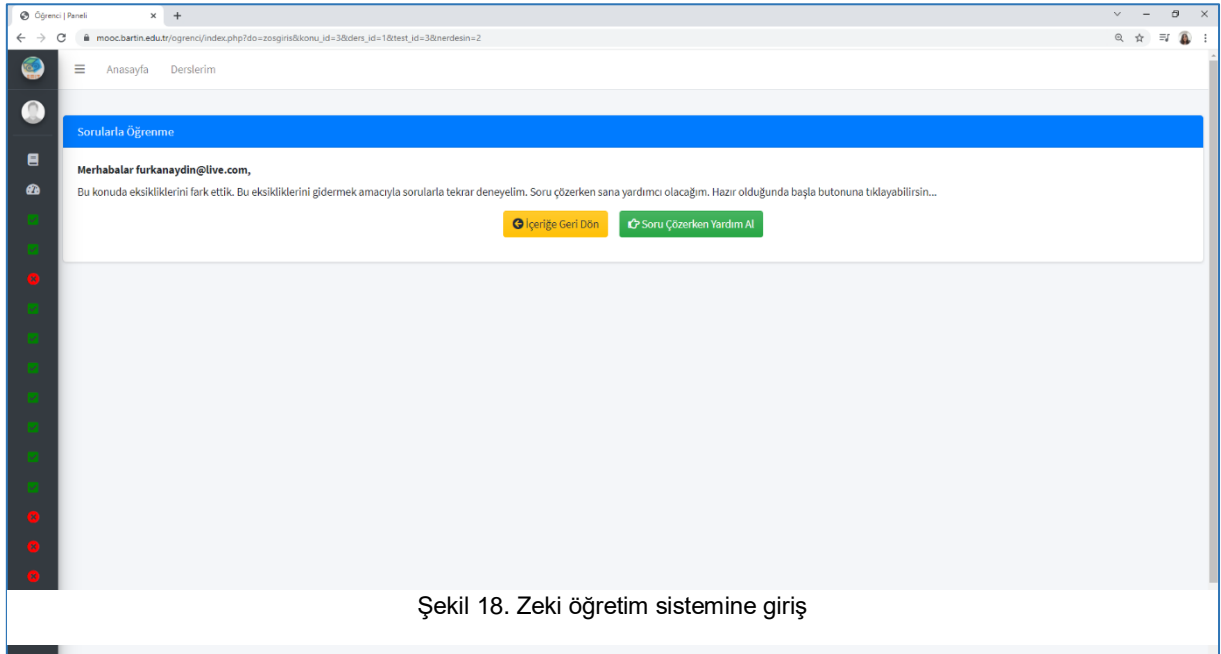 Öğrenci | Paneli
mooc.bartin.edu.tr/ogrenci/index.php?do=zosgiris&konu_id=3&ders_id=1&test_id=3&nerdesin=2
Anasayfa Derslerim
Sorularla Öğrenme
Merhabalar furkanaydin@live.com,
Bu konuda eksikliklerini fark ettik. Bu eksikliklerini gidermek amacıyla sorularla tekrar deneyelim. Soru çözerken sana yardımcı olacağım. Hazır olduğunda başla butonuna tıklayabilirsin...
İçeriğe Geri Dön Soru Çözerken Yardım Al
Şekil 18. Zeki öğretim sistemine giriş